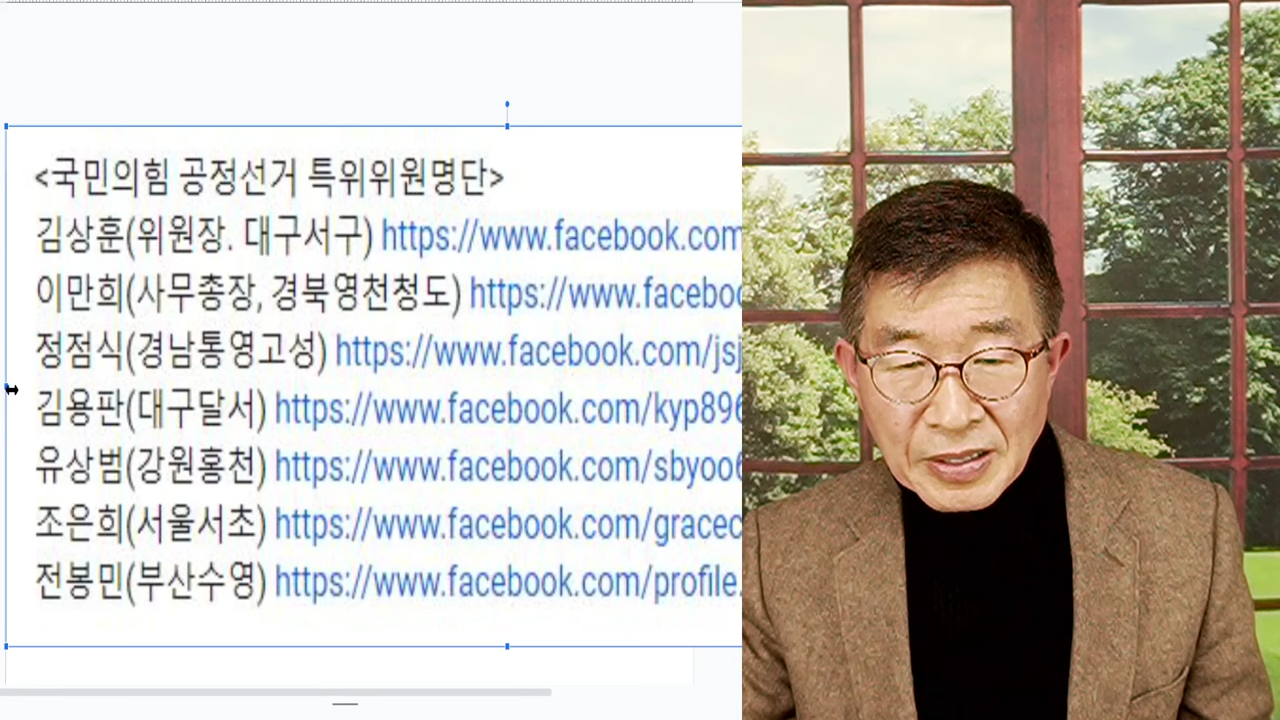 <국민의힘 공정선거 특위위원명단>
김상훈(위원장. 대구서구) https://www.facebook.com
이만희(사무총장, 경북영천청도) https://www.faceboo
정점식(경남통영고성) https://www.facebook.com/jsj
김용판(대구달서) https://www.facebook.com/kyp896
유상범(강원홍천) https://www.facebook.com/sbyoo6
조은희(서울서초) https://www.facebook.com/gracec
전봉민(부산수영) https://www.facebook.com/profile.